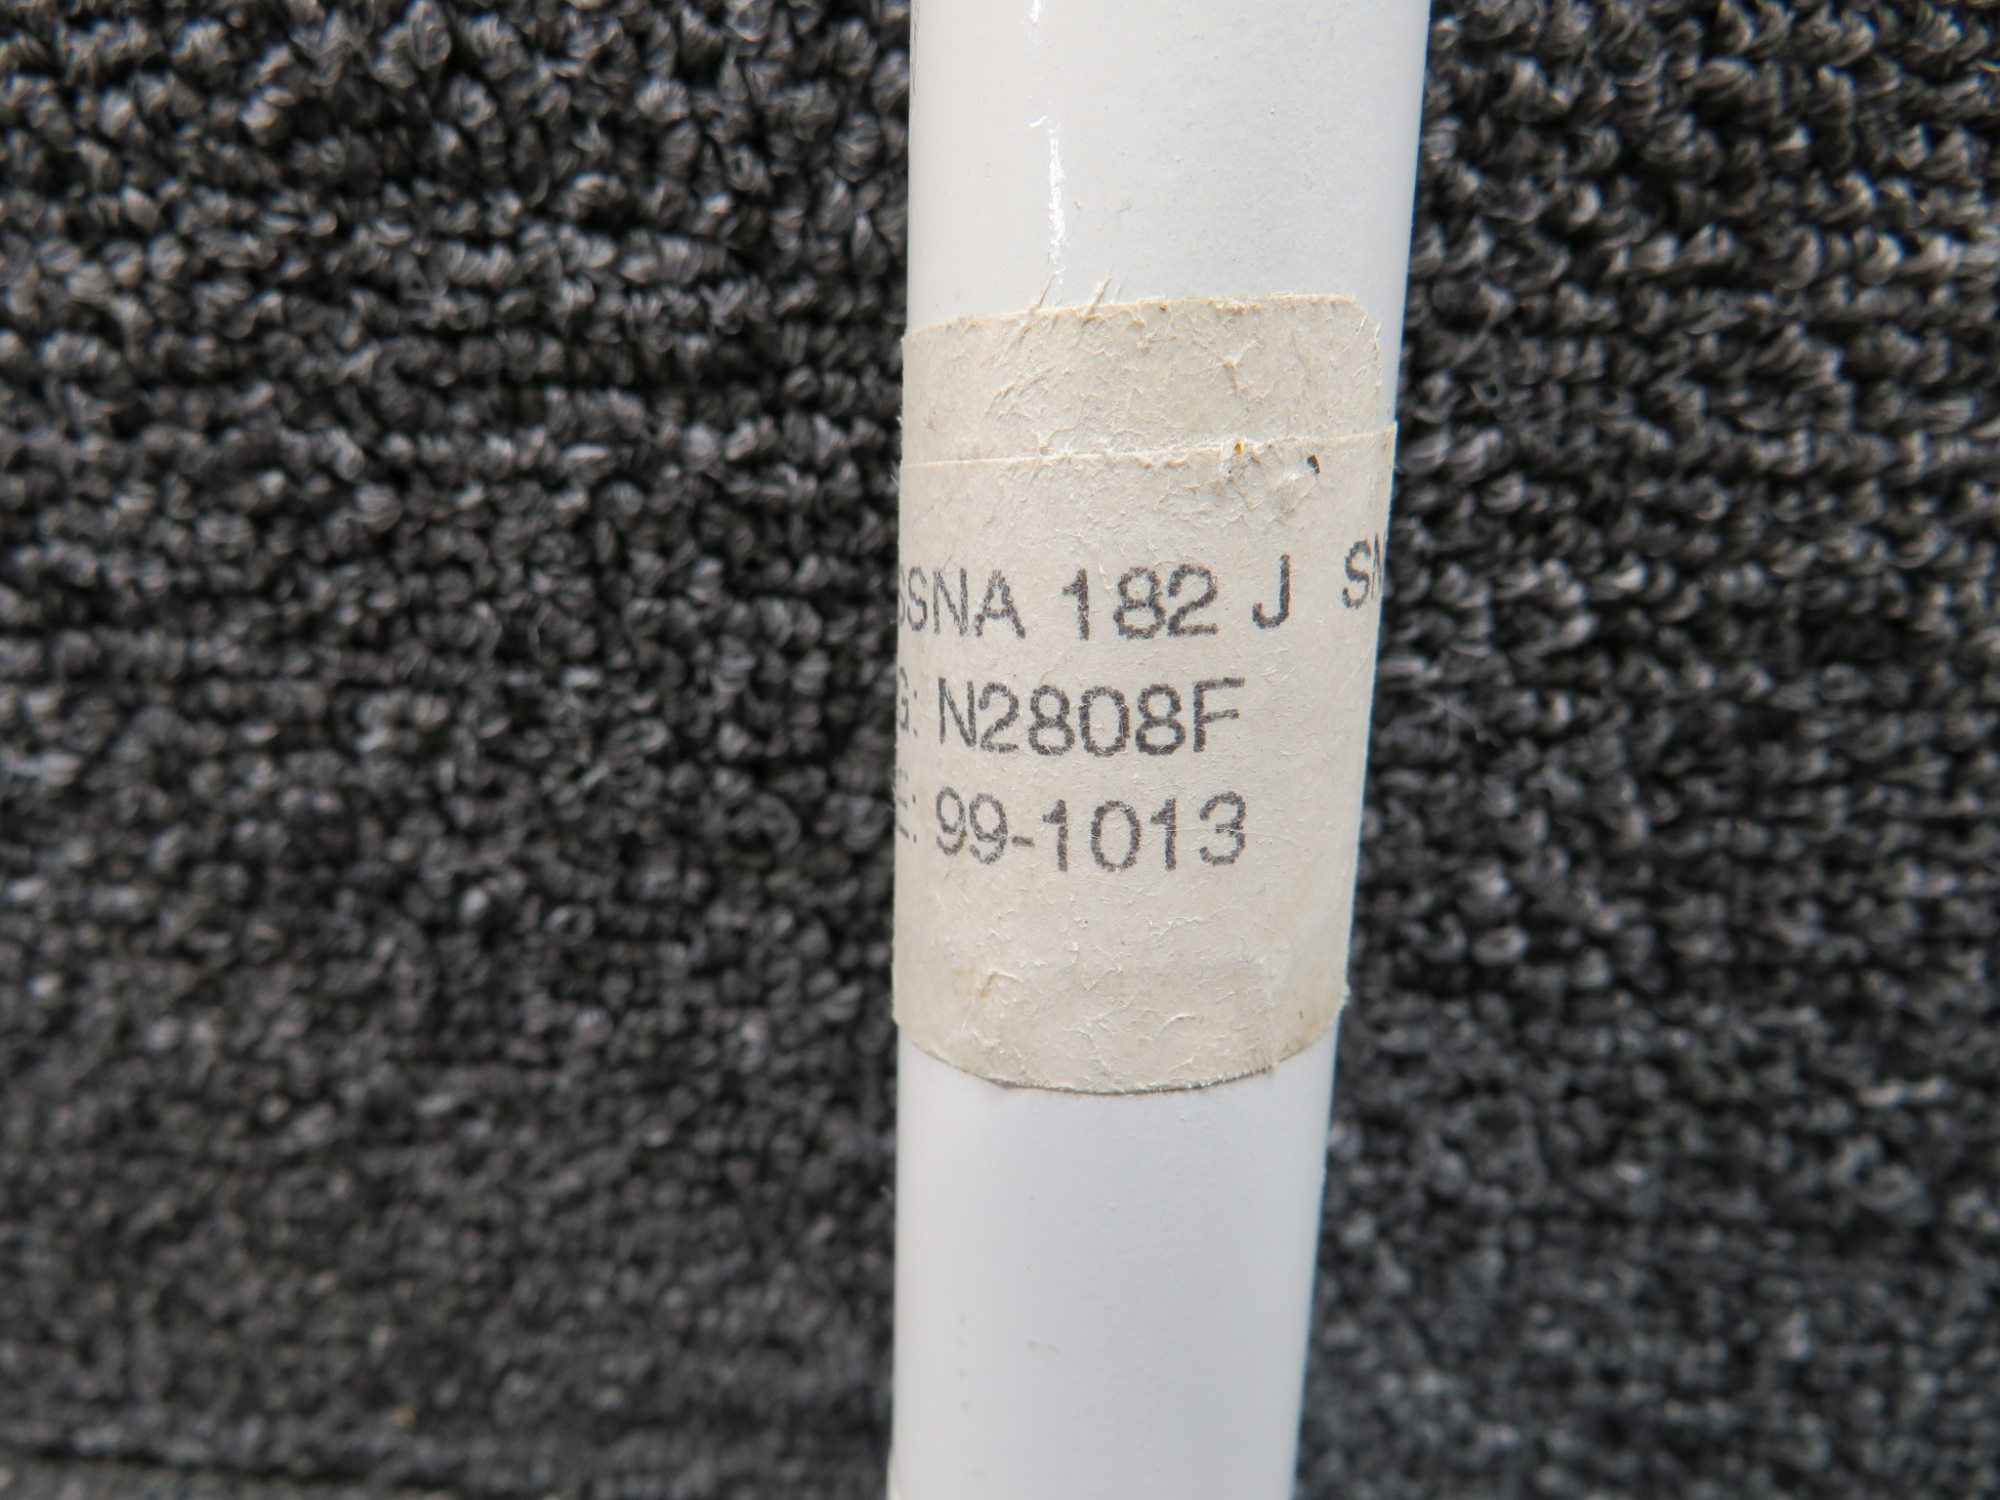 SSNA 182 J SN
G: N2808F
E: 99-1013